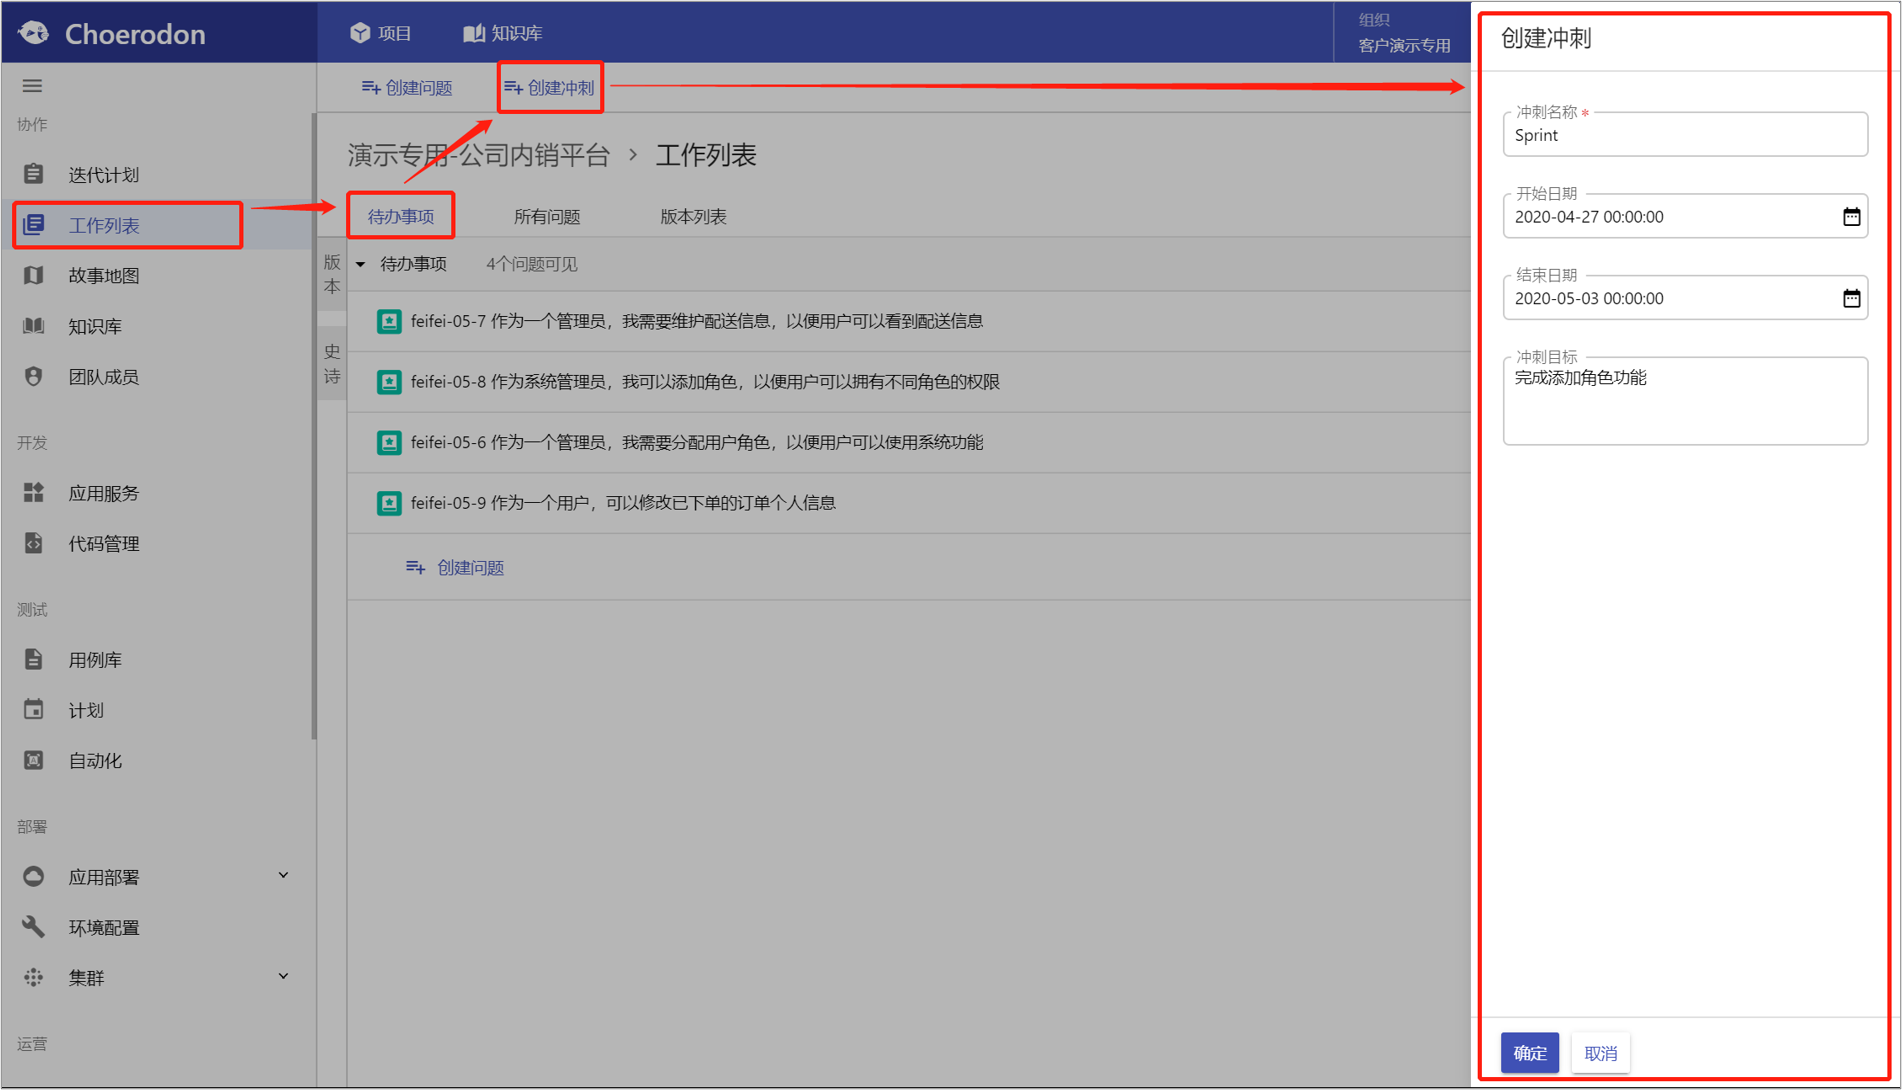 Choerodon
项目
知识库
组织
客户演示专用
创建问题
创建冲刺
演示专用-公司内销平台 › 工作列表
待办事项
所有问题
版本列表
版本
史诗
待办事项
4个问题可见
feifei-05-7 作为一个管理员，我需要维护配送信息，以便用户可以看到配送信息
feifei-05-8 作为系统管理员，我可以添加角色，以便用户可以拥有不同角色的权限
feifei-05-6 作为一个管理员，我需要分配用户角色，以便用户可以使用系统功能
feifei-05-9 作为一个用户，可以修改已下单的订单个人信息
创建问题
协作
迭代计划
工作列表
故事地图
知识库
团队成员
开发
应用服务
代码管理
测试
用例库
计划
自动化
部署
应用部署
环境配置
集群
运营
创建冲刺
冲刺名称 *
Sprint
开始日期
2020-04-27 00:00:00
结束日期
2020-05-03 00:00:00
冲刺目标
完成添加角色功能
确定
取消